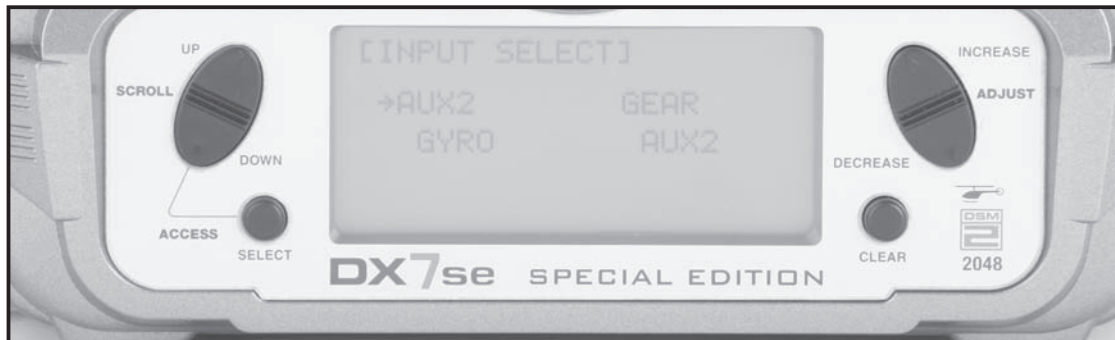 UP
SCROLL
DOWN
ACCESS
SELECT
[INPUT SELECT]
→AUX2 GEAR
GYRO AUX2
INCREASE
ADJUST
DECREASE
CLEAR
DSM
2
2048
DX7se SPECIAL EDITION